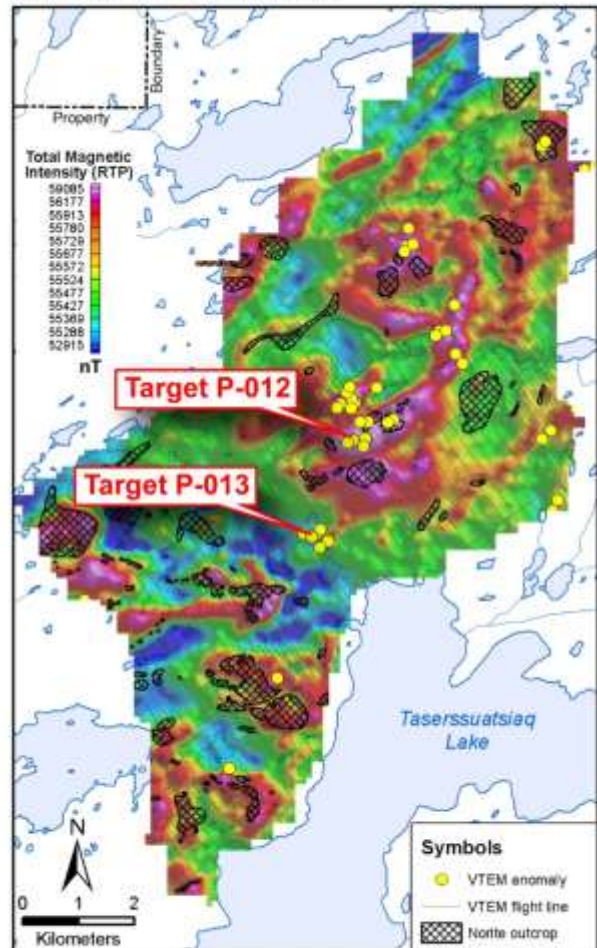 Boundary
Property
Total Magnetic
Intensity (RTP)
59085
56177
55913
55780
55729
55677
55572
55524
55477
55427
55369
55288
52915
nT
Target P-012
Target P-013
Taserssuatsiaq
Lake
N
0 1 2
Kilometers
Symbols
VTEM anomaly
VTEM flight line
Norite outcrop